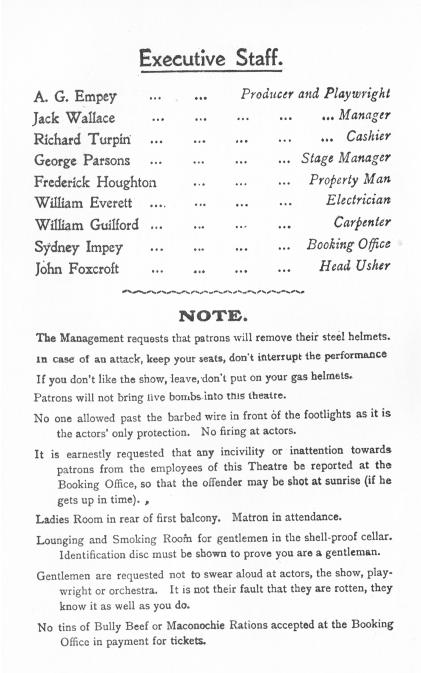 Executive Staff.
A. G. Empey ... ... Producer and Playwright
Jack Wallace ... ... ... ... ... Manager
Richard Turpin ... ... ... ... ... Cashier
George Parsons ... ... ... ... Stage Manager
Frederick Houghton ... ... ... Property Man
William Everett .... ... ... ... Electrician
William Guilford ... ... ... ... Carpenter
Sydney Impey ... ... ... ... Booking Office
John Foxcroft ... ... ... ... Head Usher
NOTE.
The Management requests that patrons will remove their steel helmets.
In case of an attack, keep your seats, don't interrupt the performance
If you don't like the show, leave, don't put on your gas helmets.
Patrons will not bring live bombs into this theatre.
No one allowed past the barbed wire in front of the footlights as it is
the actors' only protection. No firing at actors.
It is earnestly requested that any incivility or inattention towards
patrons from the employees of this Theatre be reported at the
Booking Office, so that the offender may be shot at sunrise (if he
gets up in time).
Ladies Room in rear of first balcony. Matron in attendance.
Lounging and Smoking Room for gentlemen in the shell-proof cellar.
Identification disc must be shown to prove you are a gentleman.
Gentlemen are requested not to swear aloud at actors, the show, play-
wright or orchestra. It is not their fault that they are rotten, they
know it as well as you do.
No tins of Bully Beef or Maconochie Rations accepted at the Booking
Office in payment for tickets.